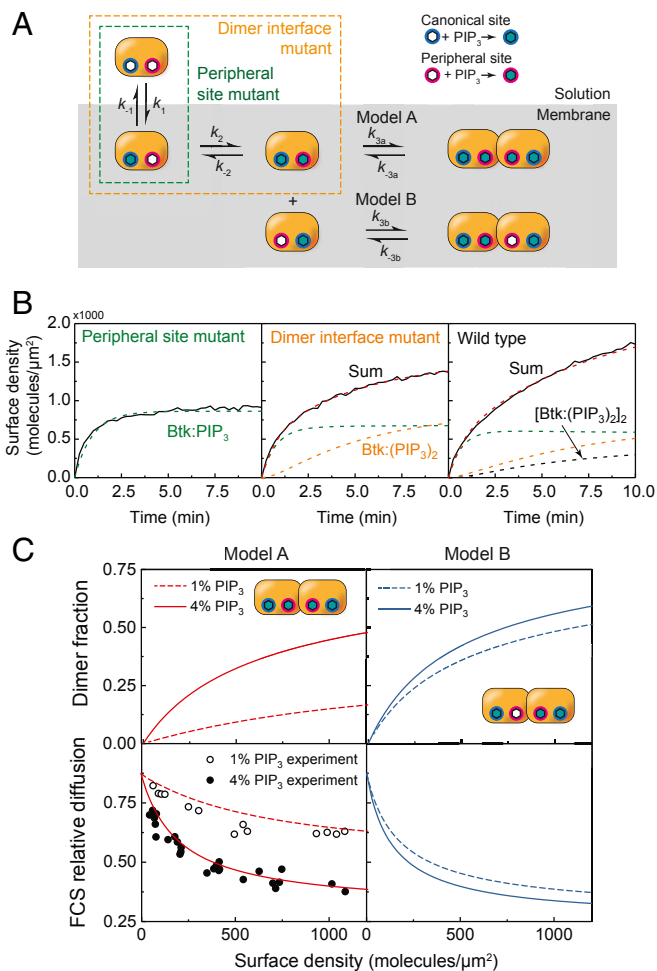 A
Dimer interface
mutant
Peripheral
site mutant
k-1
k1
k2
k-2
Canonical site
+ PIP3→
Peripheral site
+ PIP3→
Solution
Membrane
Model A
k3a
k-3a
+
Model B
k3b
k-3b
B
x1000
Surface density
(molecules/µm²)
2.0
1.5
1.0
0.5
0
Peripheral site mutant
Btk:PIP3
Dimer interface mutant
Sum
Btk:(PIP3)2
Wild type
Sum
[Btk:(PIP3)2]2
0.0 2.5 5.0 7.5 0.0 2.5 5.0 7.5 0.0 2.5 5.0 7.5 10.0
Time (min) Time (min) Time (min)
C
Model A Model B
Dimer fraction
0.75
0.50
0.25
0.00
1% PIP3
4% PIP3
1% PIP3
4% PIP3
FCS relative diffusion
0.75
0.50
0.25
1% PIP3 experiment
4% PIP3 experiment
0 500 1000 0 500 1000
Surface density (molecules/µm²)